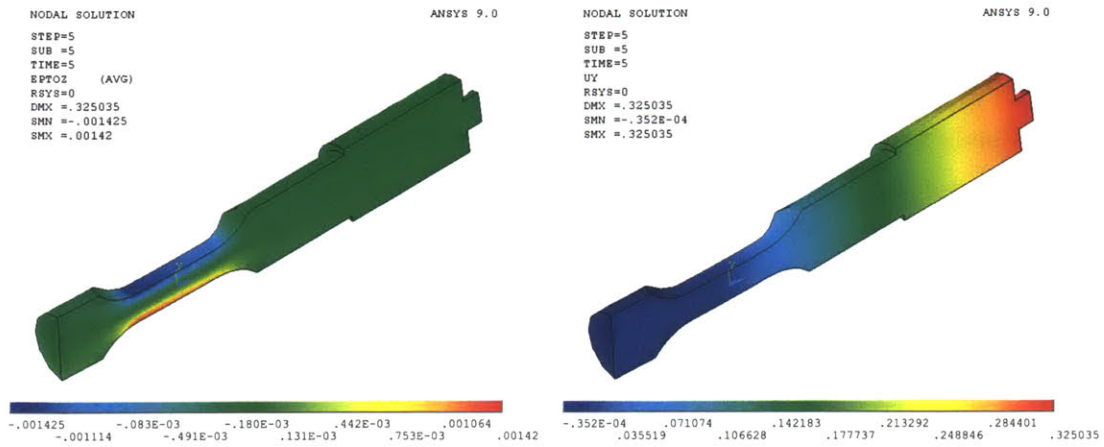 NODAL SOLUTION
ANSYS 9.0
STEP=5
SUB =5
TIME=5
EPTOZ (AVG)
RSYS=0
DMX =.325035
SMN =-.001425
SMX =.00142
-.001425 -.083E-03 -.180E-03 .442E-03 .001064
-.001114 -.491E-03 .131E-03 .753E-03 .00142
NODAL SOLUTION
ANSYS 9.0
STEP=5
SUB =5
TIME=5
UY
RSYS=0
DMX =.325035
SMN =-.352E-04
SMX =.325035
-.352E-04 .071074 .142183 .213292 .284401
.035519 .106628 .177737 .248846 .325035